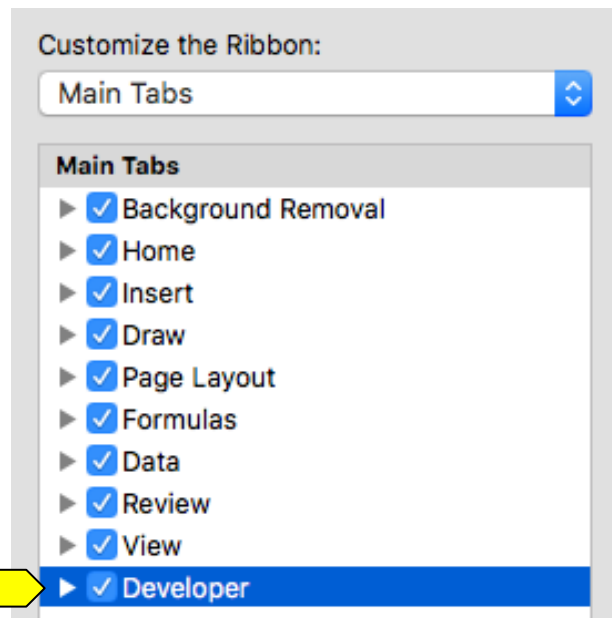 Customize the Ribbon:
Main Tabs
Main Tabs
Background Removal
Home
Insert
Draw
Page Layout
Formulas
Data
Review
View
Developer